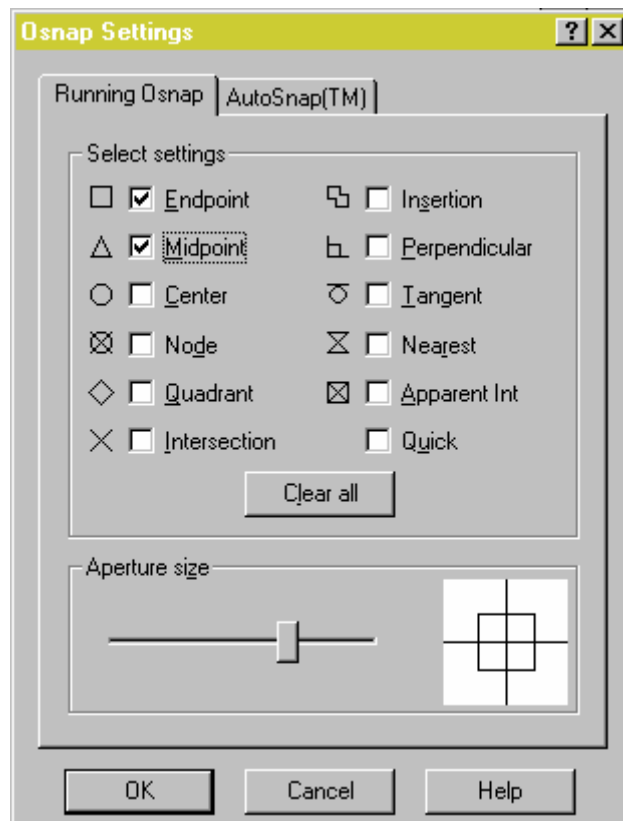 Osnap Settings
Running Osnap
AutoSnap(TM)
Select settings
Endpoint
Midpoint
Center
Node
Quadrant
Intersection
Insertion
Perpendicular
Tangent
Nearest
Apparent Int
Quick
Clear all
Aperture size
OK
Cancel
Help